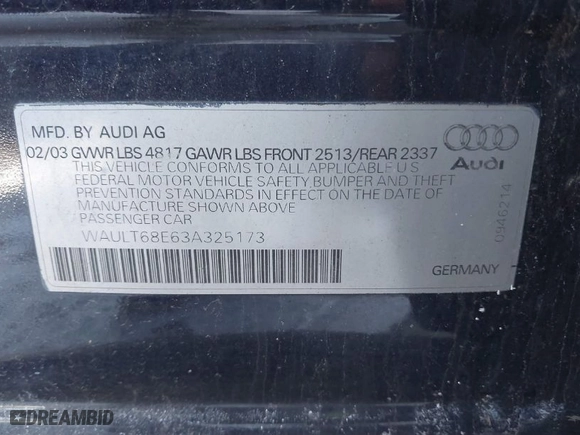 MFD. BY AUDI AG
02/03 GVWR LBS 4817 GAWR LBS FRONT 2513/REAR 2337
THIS VEHICLE CONFORMS TO ALL APPLICABLE U S
FEDERAL MOTOR VEHICLE SAFETY, BUMPER AND THEFT
PREVENTION STANDARDS IN EFFECT ON THE DATE OF
MANUFACTURE SHOWN ABOVE
PASSENGER CAR
WAULT68E63A325173
Audi
0946214
GERMANY
DREAMBID